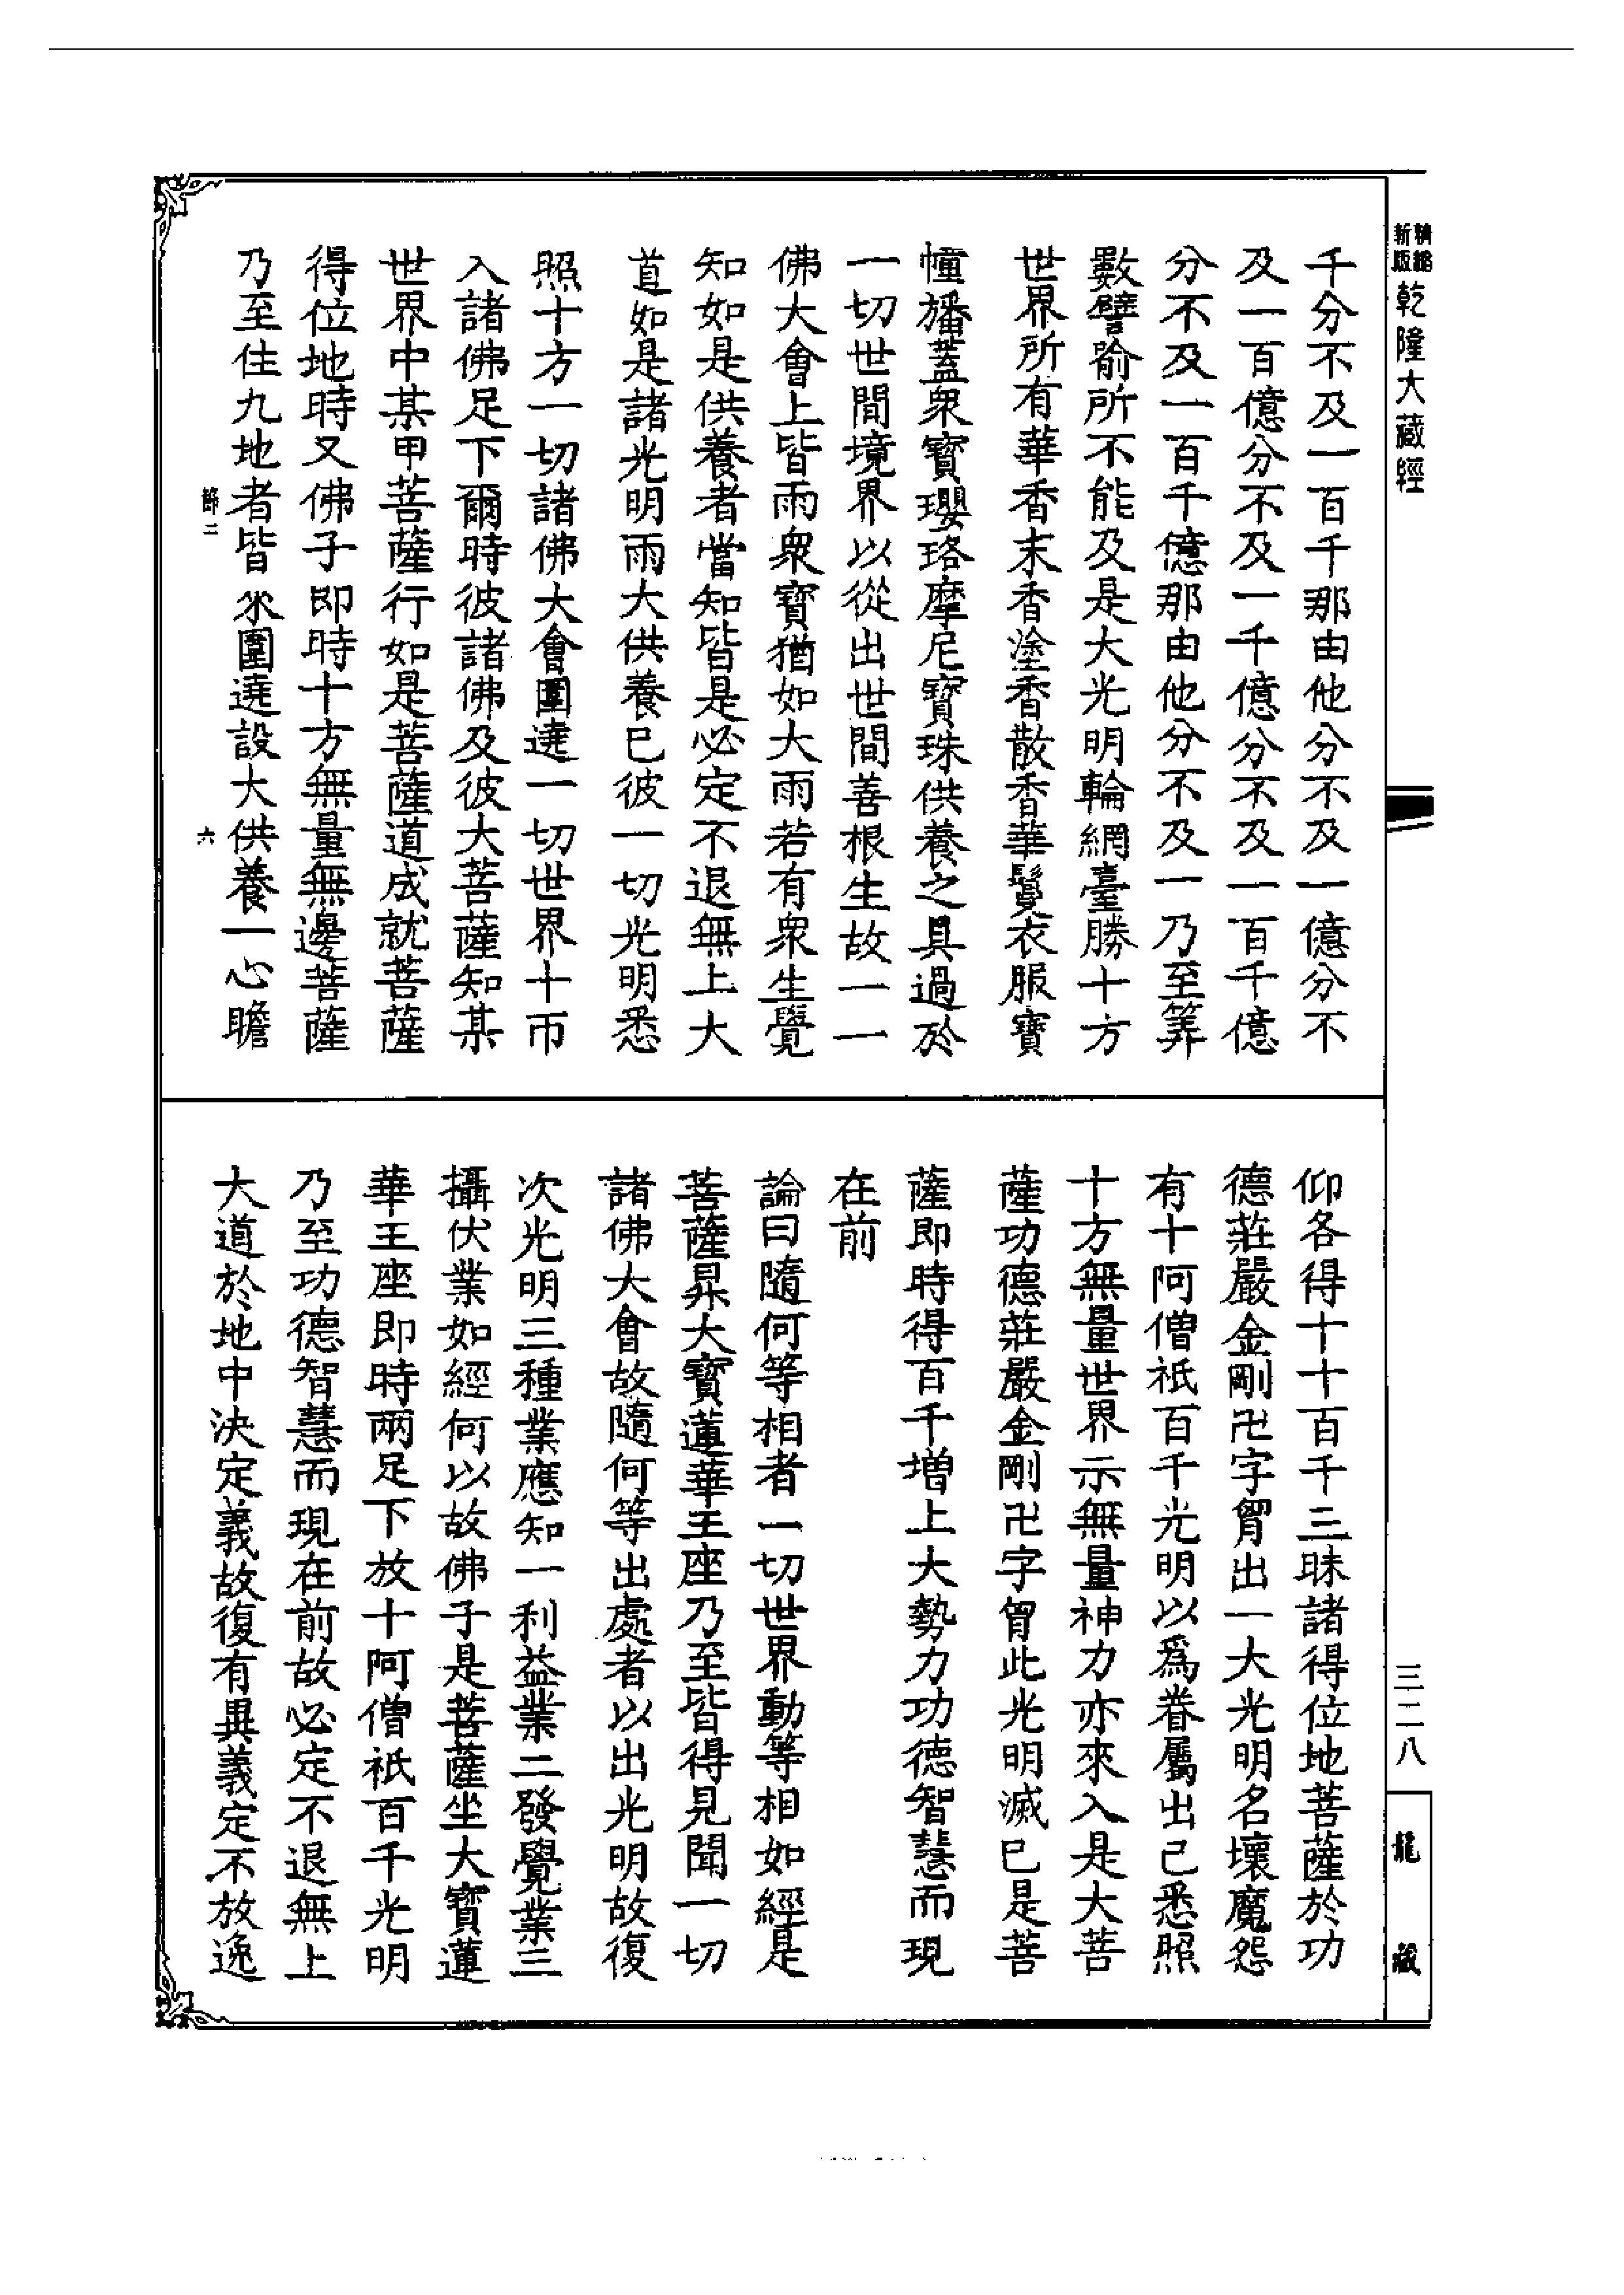 精縮
新版
乾隆大藏經
千分不及一百千那由他分不及一億分不
及一百億分不及一千億分不及一百千億
分不及一百千億那由他分不及一乃至筭
數譬喻所不能及是大光明輪網臺勝十方
世界所有華香末香塗香散香華鬘衣服寶
幢旛蓋衆寶瓔珞摩尼寶珠供養之具過於
一切世間境界以從出世間善根生故一一
佛大會上皆雨衆寶猶如大雨若有衆生覺
知如是供養者當知皆是必定不退無上大
道如是諸光明雨大供養已彼一切光明悉
照十方一切諸佛大會圍遶一切世界十帀
入諸佛足下爾時彼諸佛及彼大菩薩知某
世界中某甲菩薩行如是菩薩道成就菩薩
得位地時又佛子即時十方無量無邊菩薩
乃至住九地者皆來圍遶設大供養一心瞻
六
仰各得十十百千三昧諸得位地菩薩於功
德莊嚴金剛卍字胷出一大光明名壞魔怨
有十阿僧祇百千光明以爲眷屬出已悉照
十方無量世界示無量神力亦來入是大菩
薩功德莊嚴金剛卍字胷此光明滅已是菩
薩即時得百千增上大勢力功德智慧而現
在前
論曰隨何等相者一切世界動等相如經是
菩薩昇大寶蓮華王座乃至皆得見聞一切
諸佛大會故隨何等出處者以出光明故復
次光明三種業應知一利益業二發覺業三
攝伏業如經何以故佛子是菩薩坐大寶蓮
華王座即時兩足下放十阿僧祇百千光明
乃至功德智慧而現在前故必定不退無上
大道於地中決定義故復有異義定不放逸
三二八
龍藏